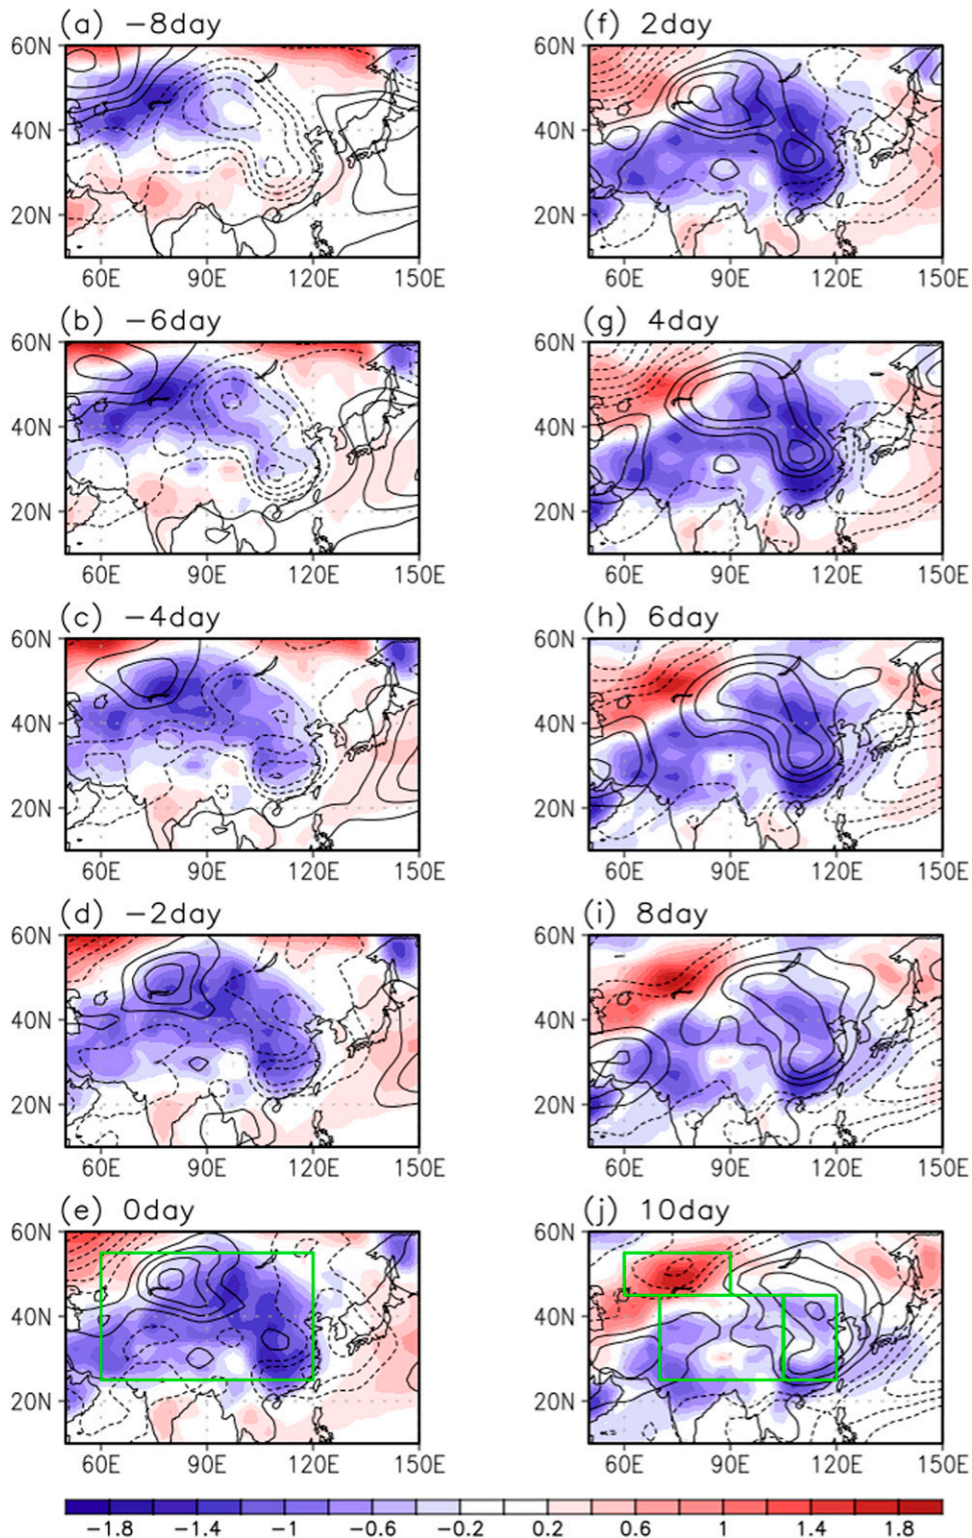 (a) −8day
60N
40N
20N
60E 90E 120E 150E
(b) −6day
60N
40N
20N
60E 90E 120E 150E
(c) −4day
60N
40N
20N
60E 90E 120E 150E
(d) −2day
60N
40N
20N
60E 90E 120E 150E
(e) 0day
60N
40N
20N
60E 90E 120E 150E
(f) 2day
60N
40N
20N
60E 90E 120E 150E
(g) 4day
60N
40N
20N
60E 90E 120E 150E
(h) 6day
60N
40N
20N
60E 90E 120E 150E
(i) 8day
60N
40N
20N
60E 90E 120E 150E
(j) 10day
60N
40N
20N
60E 90E 120E 150E
−1.8 −1.4 −1 −0.6 −0.2 0.2 0.6 1 1.4 1.8